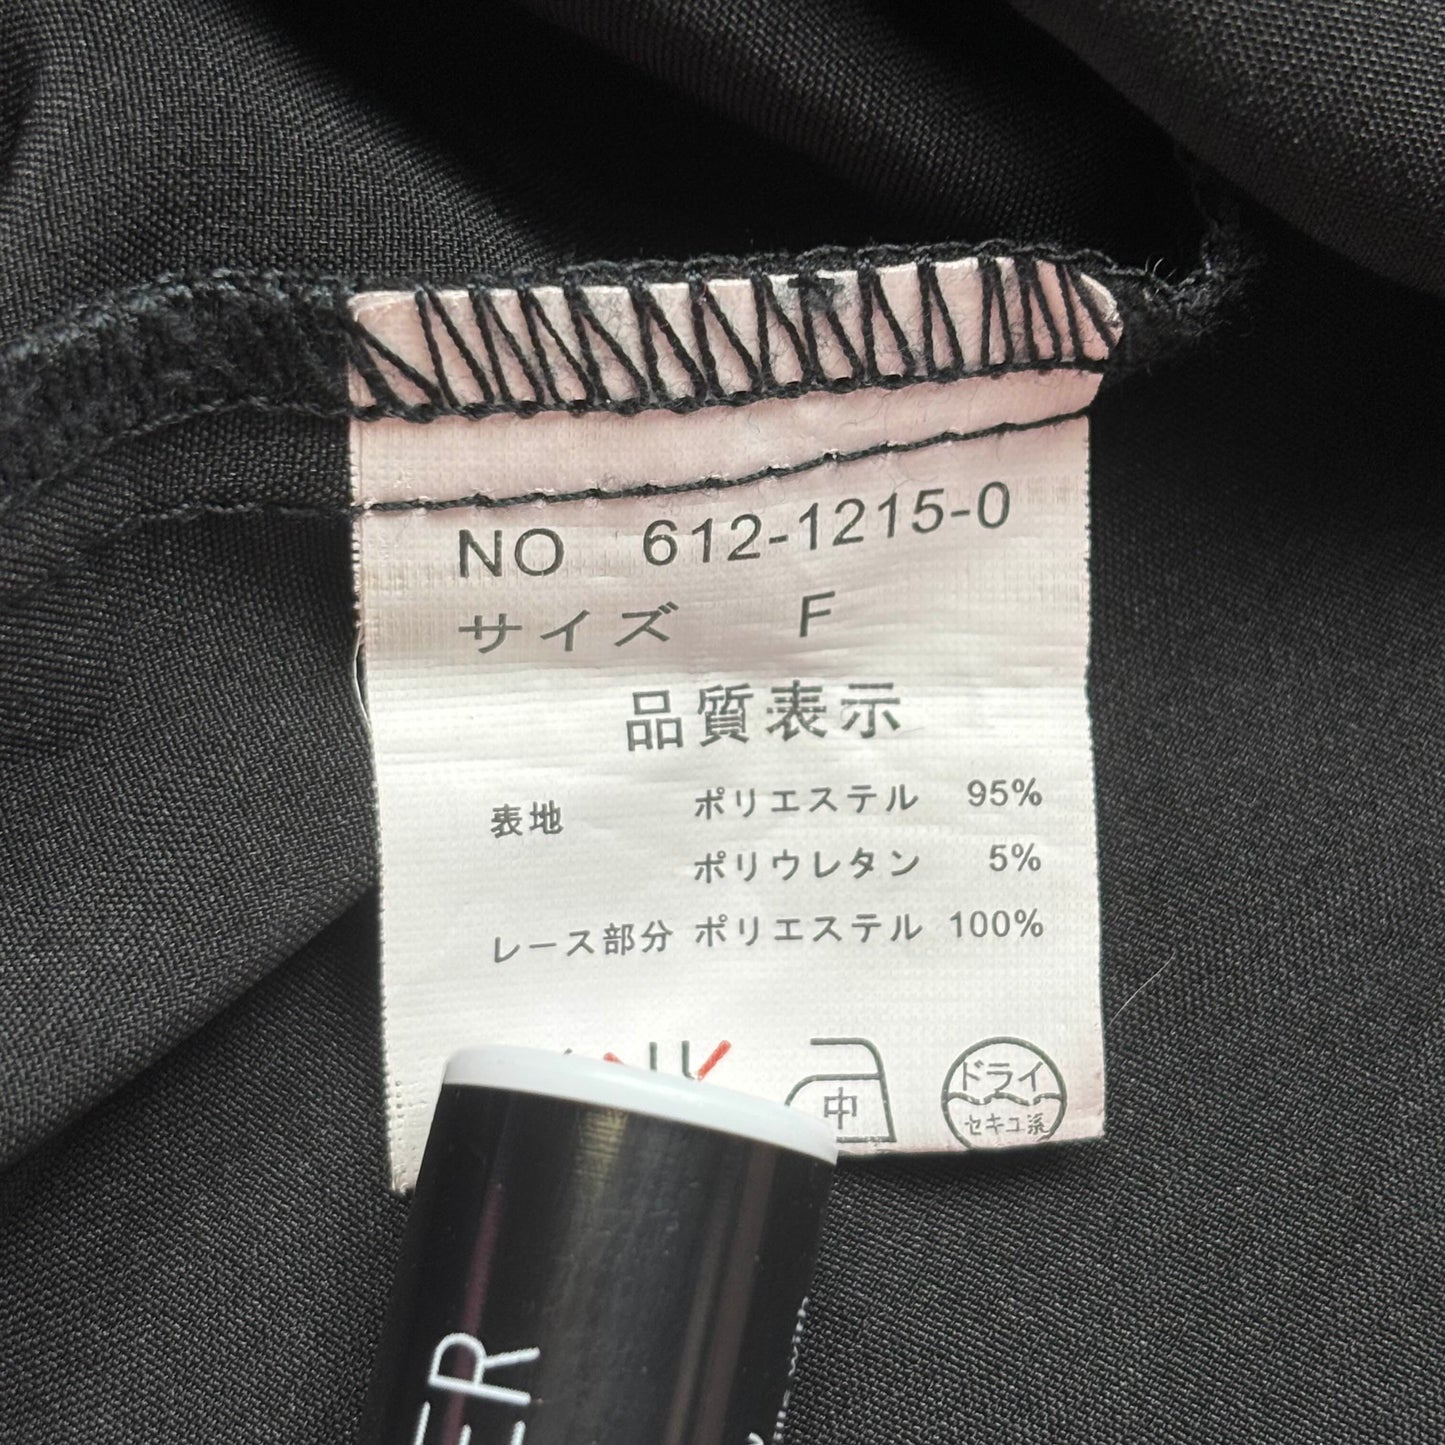 NO 612-1215-0
サイズ F
品質表示
表地 ポリエステル 95%
ポリウレタン 5%
レース部分 ポリエステル 100%
中
ドライ
セキユ系
ER